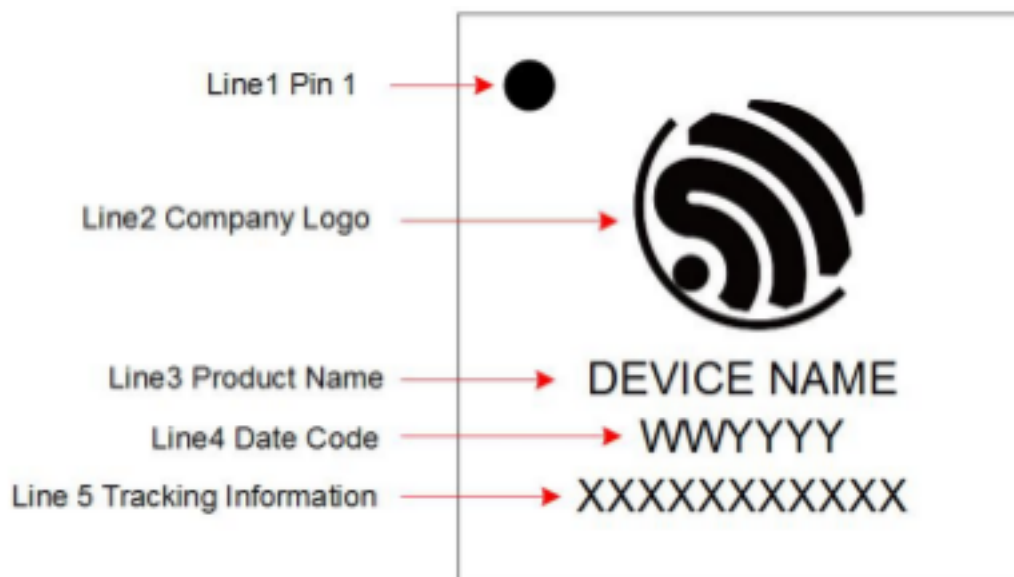 Line1 Pin 1
Line2 Company Logo
Line3 Product Name
DEVICE NAME
Line4 Date Code
WWYYYY
Line 5 Tracking Information
XXXXXXXXXXX